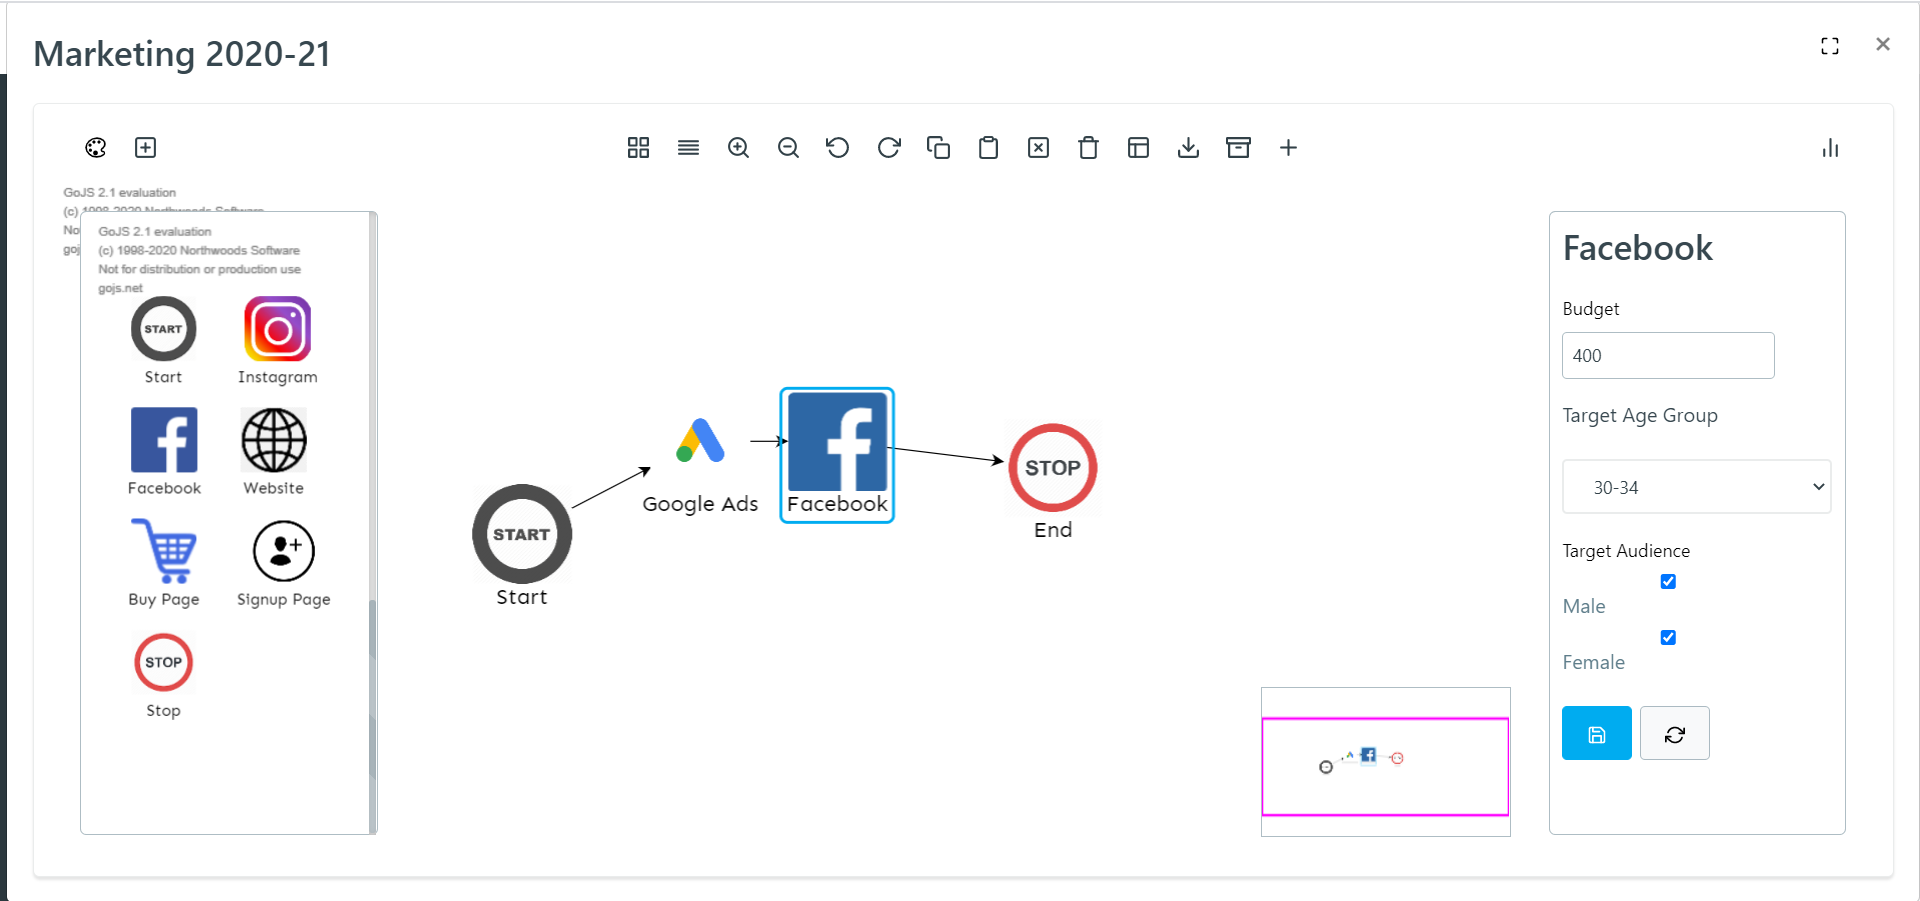 Marketing 2020-21
GoJS 2.1 evaluation
(c) 1998-2020 Northwoods Software
No
goj
GoJS 2.1 evaluation
(c) 1998-2020 Northwoods Software
Not for distribution or production use
gojs.net
START
Start
Instagram
Facebook
Website
Buy Page
Signup Page
STOP
Stop
START
Start
Google Ads
Facebook
STOP
End
Facebook
Budget
400
Target Age Group
30-34
Target Audience
Male
Female